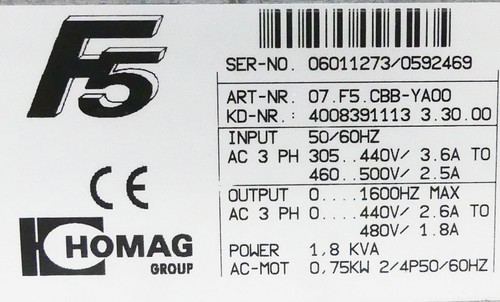 F5
SER-NO. 06011273/0592469
ART-NR. 07.F5.CBB-YA00
KD-NR.: 4008391113 3.30.00
INPUT 50/60HZ
AC 3 PH 305..440V/ 3.6A TO
460..500V/ 2.5A
OUTPUT 0....1600HZ MAX
AC 3 PH 0....440V/ 2.6A TO
480V/ 1.8A
POWER 1,8 KVA
AC-MOT 0,75KW 2/4P50/60HZ
CE
HOMAG
GROUP